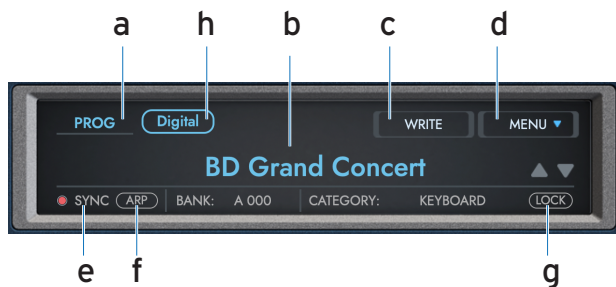 a h b c d
PROG Digital WRITE MENU
BD Grand Concert
SYNC ARP BANK: A 000 CATEGORY: KEYBOARD LOCK
e f g